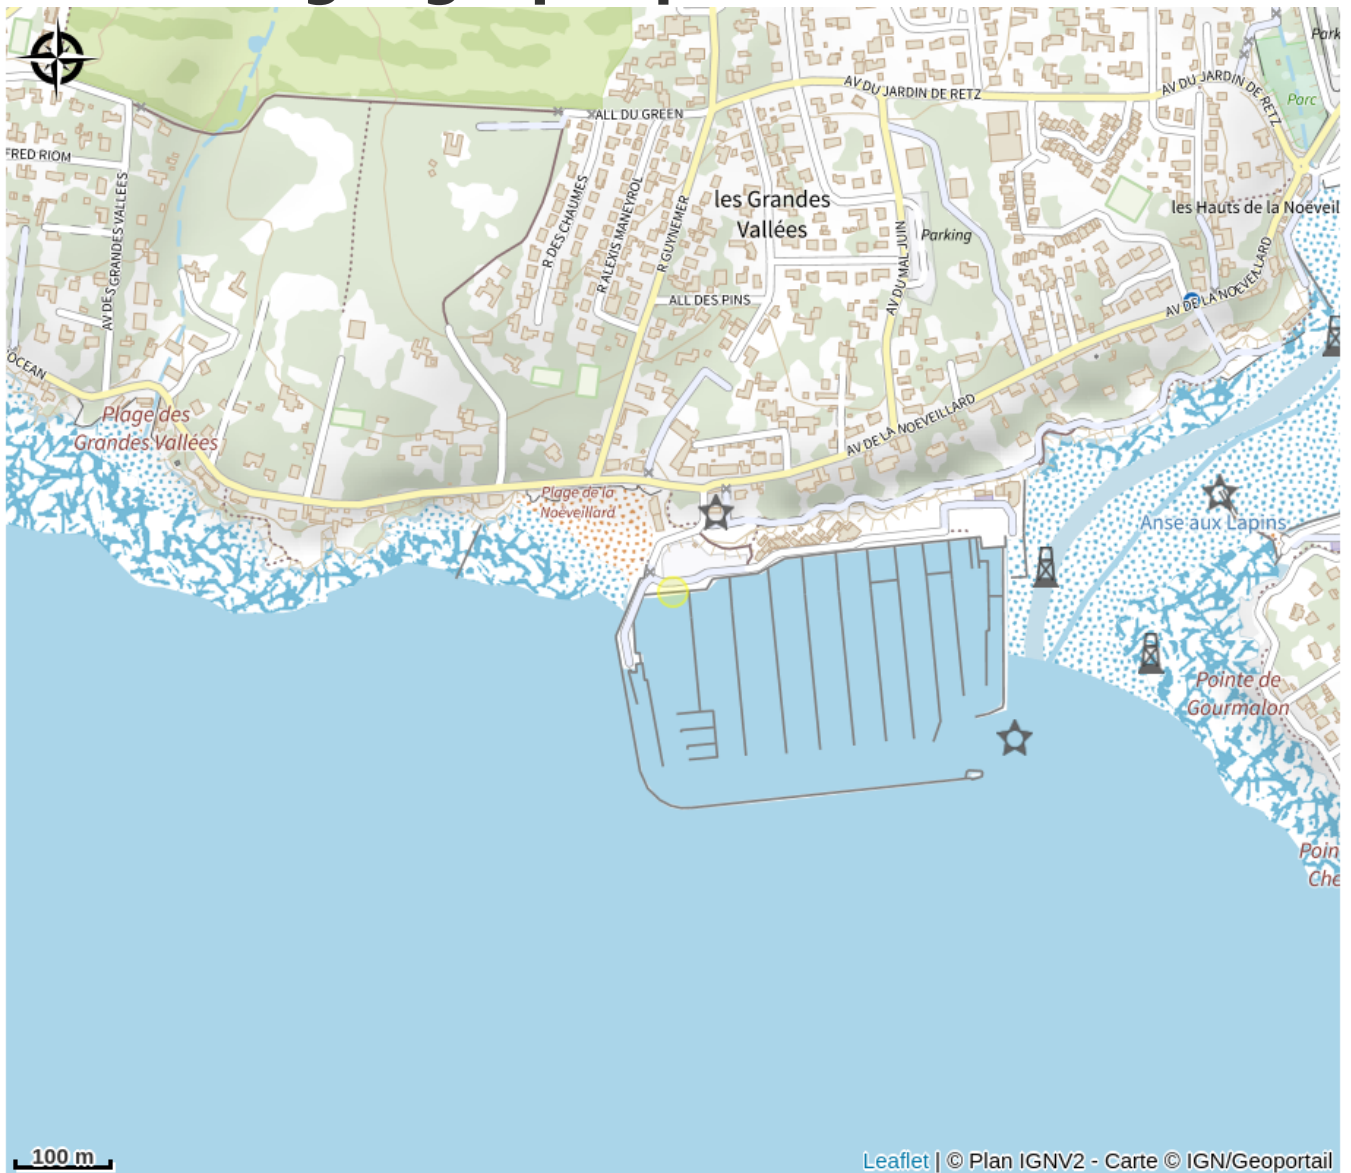 Park
AV DU JARDIN DE RETZ
AV DU JARDIN DE RETZ
Parc
ALL DU GREEN
FRED RIOM
AV DES GRANDES VALLEES
R DES CHAUMES
R ALEXIS MANEYROL
R GUYNEMER
les Grandes
Vallées
AV DU MAL JUIN
Parking
les Hauts de la Noëveil
ALL DES PINS
AV DE LA NOEVEILLARD
OCEAN
Plage des
Grandes Vallées
AV DE LA NOEVEILLARD
Plage de la
Noëveillard
Anse aux Lapins
Pointe de
Gourmalon
Poin
Che
100 m
Leaflet | © Plan IGNV2 - Carte © IGN/Geoportail